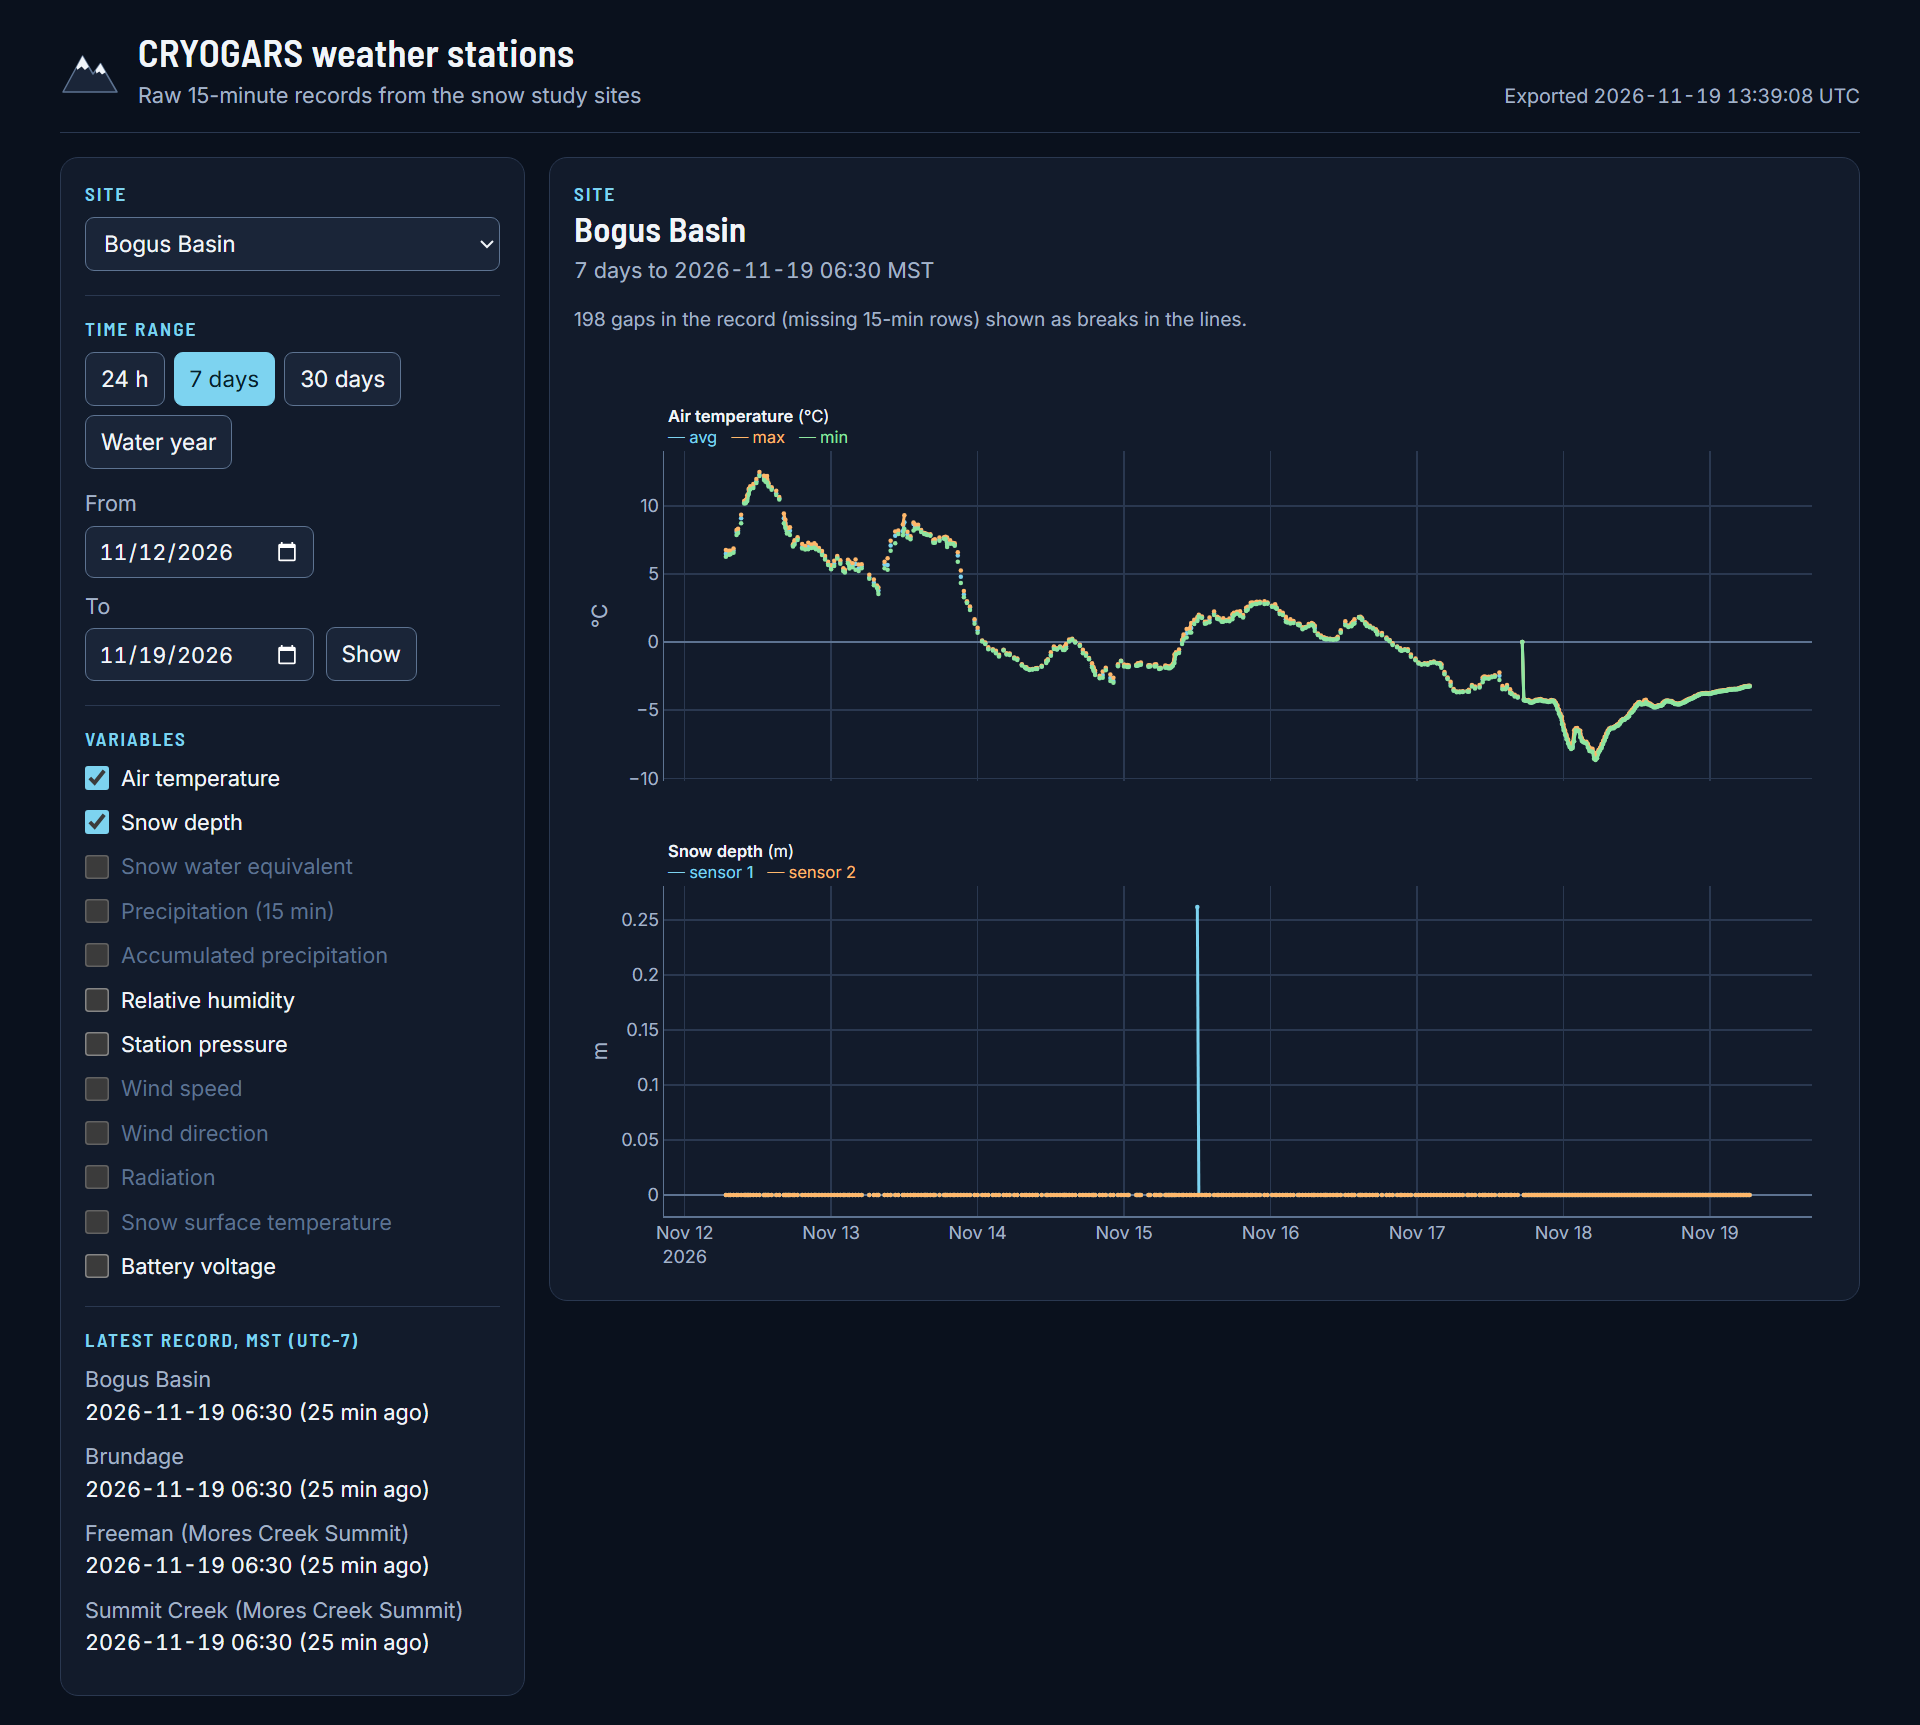 CRYOGARS weather stations
Raw 15-minute records from the snow study sites
Exported 2026-11-19 13:39:08 UTC
SITE
Bogus Basin
TIME RANGE
24 h
7 days
30 days
Water year
From
11/12/2026
To
11/19/2026
Show
VARIABLES
Air temperature
Snow depth
Snow water equivalent
Precipitation (15 min)
Accumulated precipitation
Relative humidity
Station pressure
Wind speed
Wind direction
Radiation
Snow surface temperature
Battery voltage
LATEST RECORD, MST (UTC-7)
Bogus Basin
2026-11-19 06:30 (25 min ago)
Brundage
2026-11-19 06:30 (25 min ago)
Freeman (Mores Creek Summit)
2026-11-19 06:30 (25 min ago)
Summit Creek (Mores Creek Summit)
2026-11-19 06:30 (25 min ago)
SITE
Bogus Basin
7 days to 2026-11-19 06:30 MST
198 gaps in the record (missing 15-min rows) shown as breaks in the lines.
Air temperature (°C)
avg max min
°C
10
5
0
−5
−10
Snow depth (m)
sensor 1 sensor 2
m
0.25
0.2
0.15
0.1
0.05
0
Nov 12 Nov 13 Nov 14 Nov 15 Nov 16 Nov 17 Nov 18 Nov 19
2026